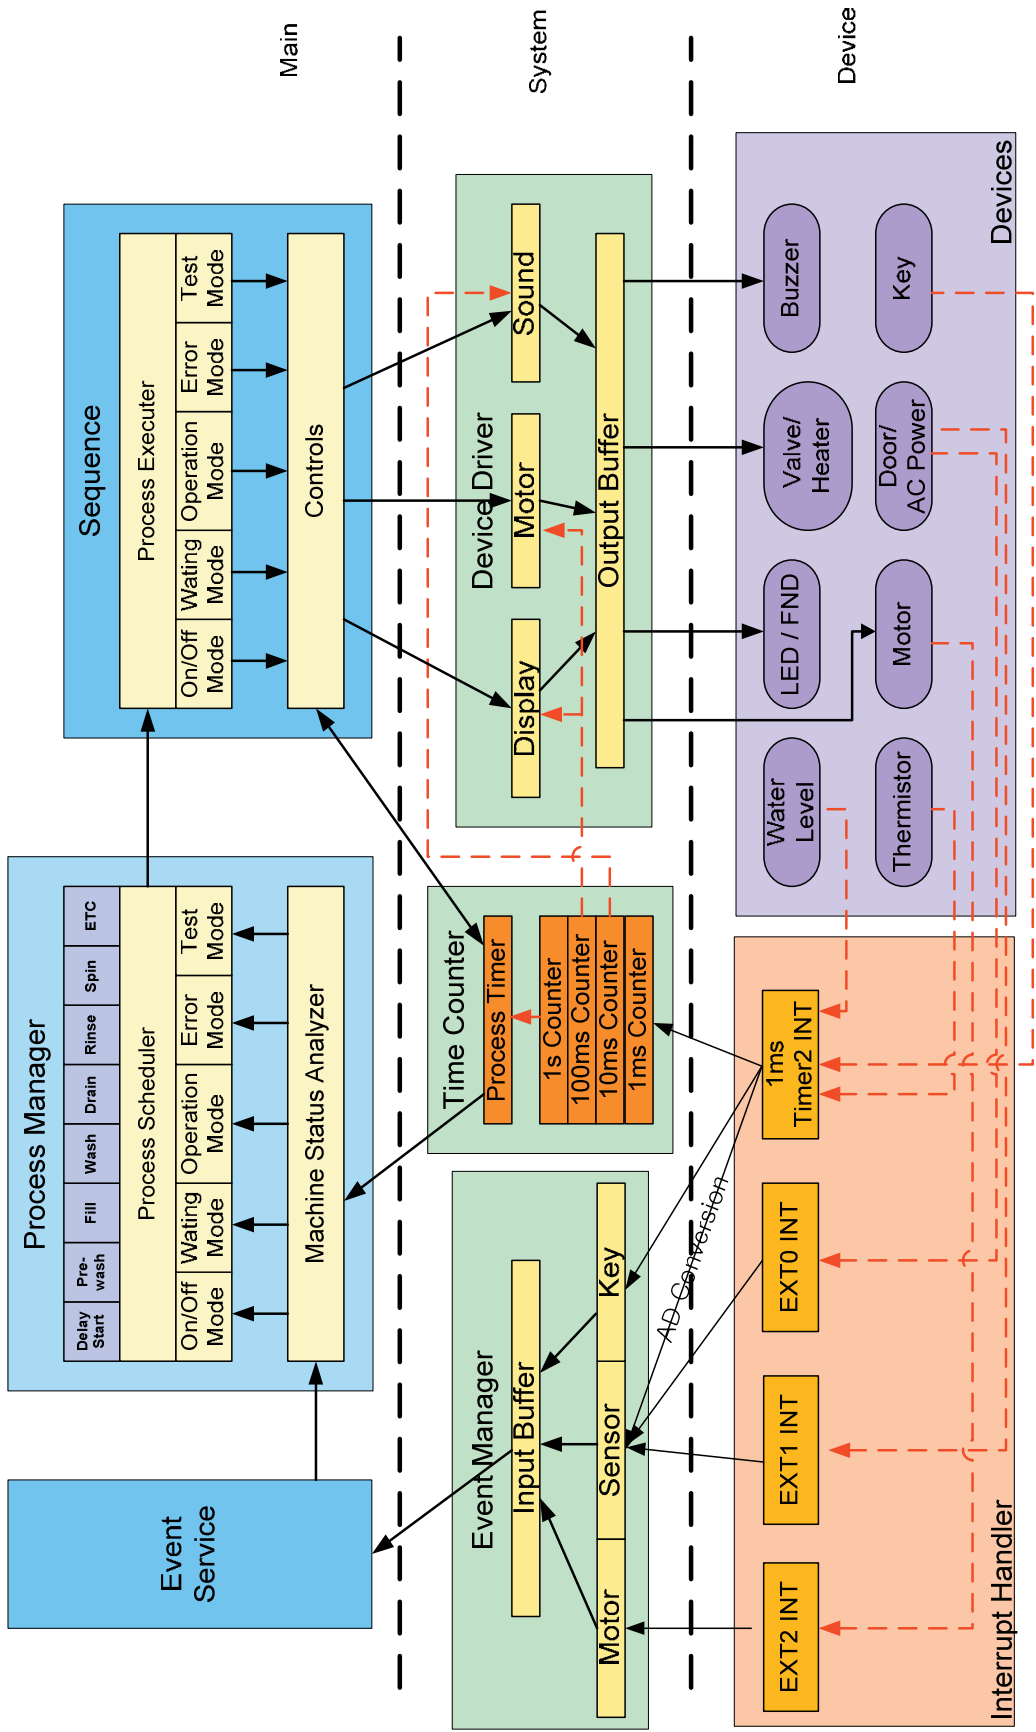 Main
System
Device
Event
Service
Process Manager
Delay
Start
Pre-
wash
Fill
Wash
Drain
Rinse
Spin
ETC
Process Scheduler
On/Off
Mode
Wating
Mode
Operation
Mode
Error
Mode
Test
Mode
Machine Status Analyzer
Sequence
Process Executer
On/Off
Mode
Wating
Mode
Operation
Mode
Error
Mode
Test
Mode
Controls
Event Manager
Input Buffer
Motor
Sensor
Key
Time Counter
Process Timer
1s Counter
100ms Counter
10ms Counter
1ms Counter
Device Driver
Display
Motor
Sound
Output Buffer
AD Conversion
EXT2 INT
EXT1 INT
EXT0 INT
1ms
Timer2 INT
Interrupt Handler
Water
Level
LED / FND
Valve/
Heater
Buzzer
Thermistor
Motor
Door/
AC Power
Key
Devices